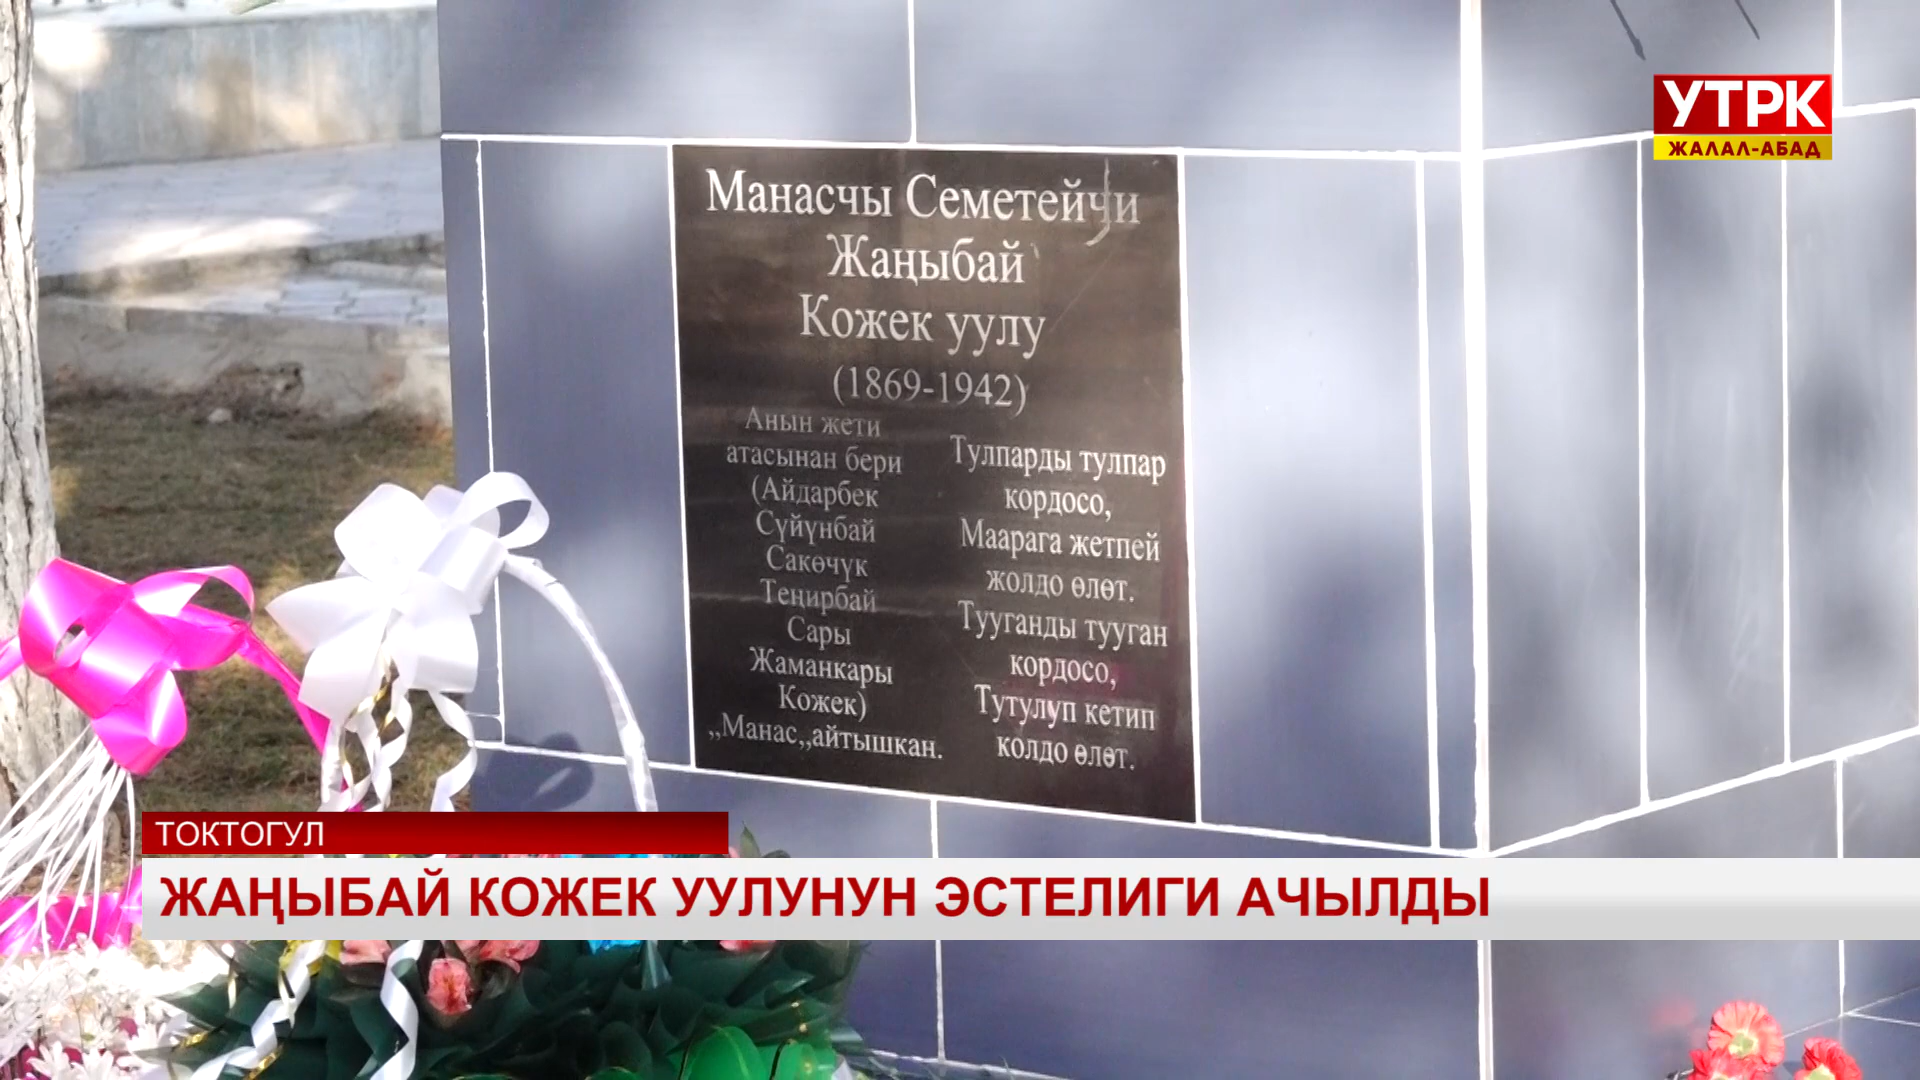 УТРК
ЖАЛАЛ-АБАД
Манасчы Семетейчи
Жаңыбай
Кожек уулу
(1869-1942)
Анын жети
атасынан бери
(Айдарбек
Сүйүнбай
Сакөчүк
Теңирбай
Сары
Жаманкары
Кожек)
,,Манас,,айтышкан.
Тулпарды тулпар
кордосо,
Маарага жетпей
жолдо өлөт.
Тууганды тууган
кордосо,
Тутулуп кетип
колдо өлөт.
ТОКТОГУЛ
ЖАҢЫБАЙ КОЖЕК УУЛУНУН ЭСТЕЛИГИ АЧЫЛДЫ